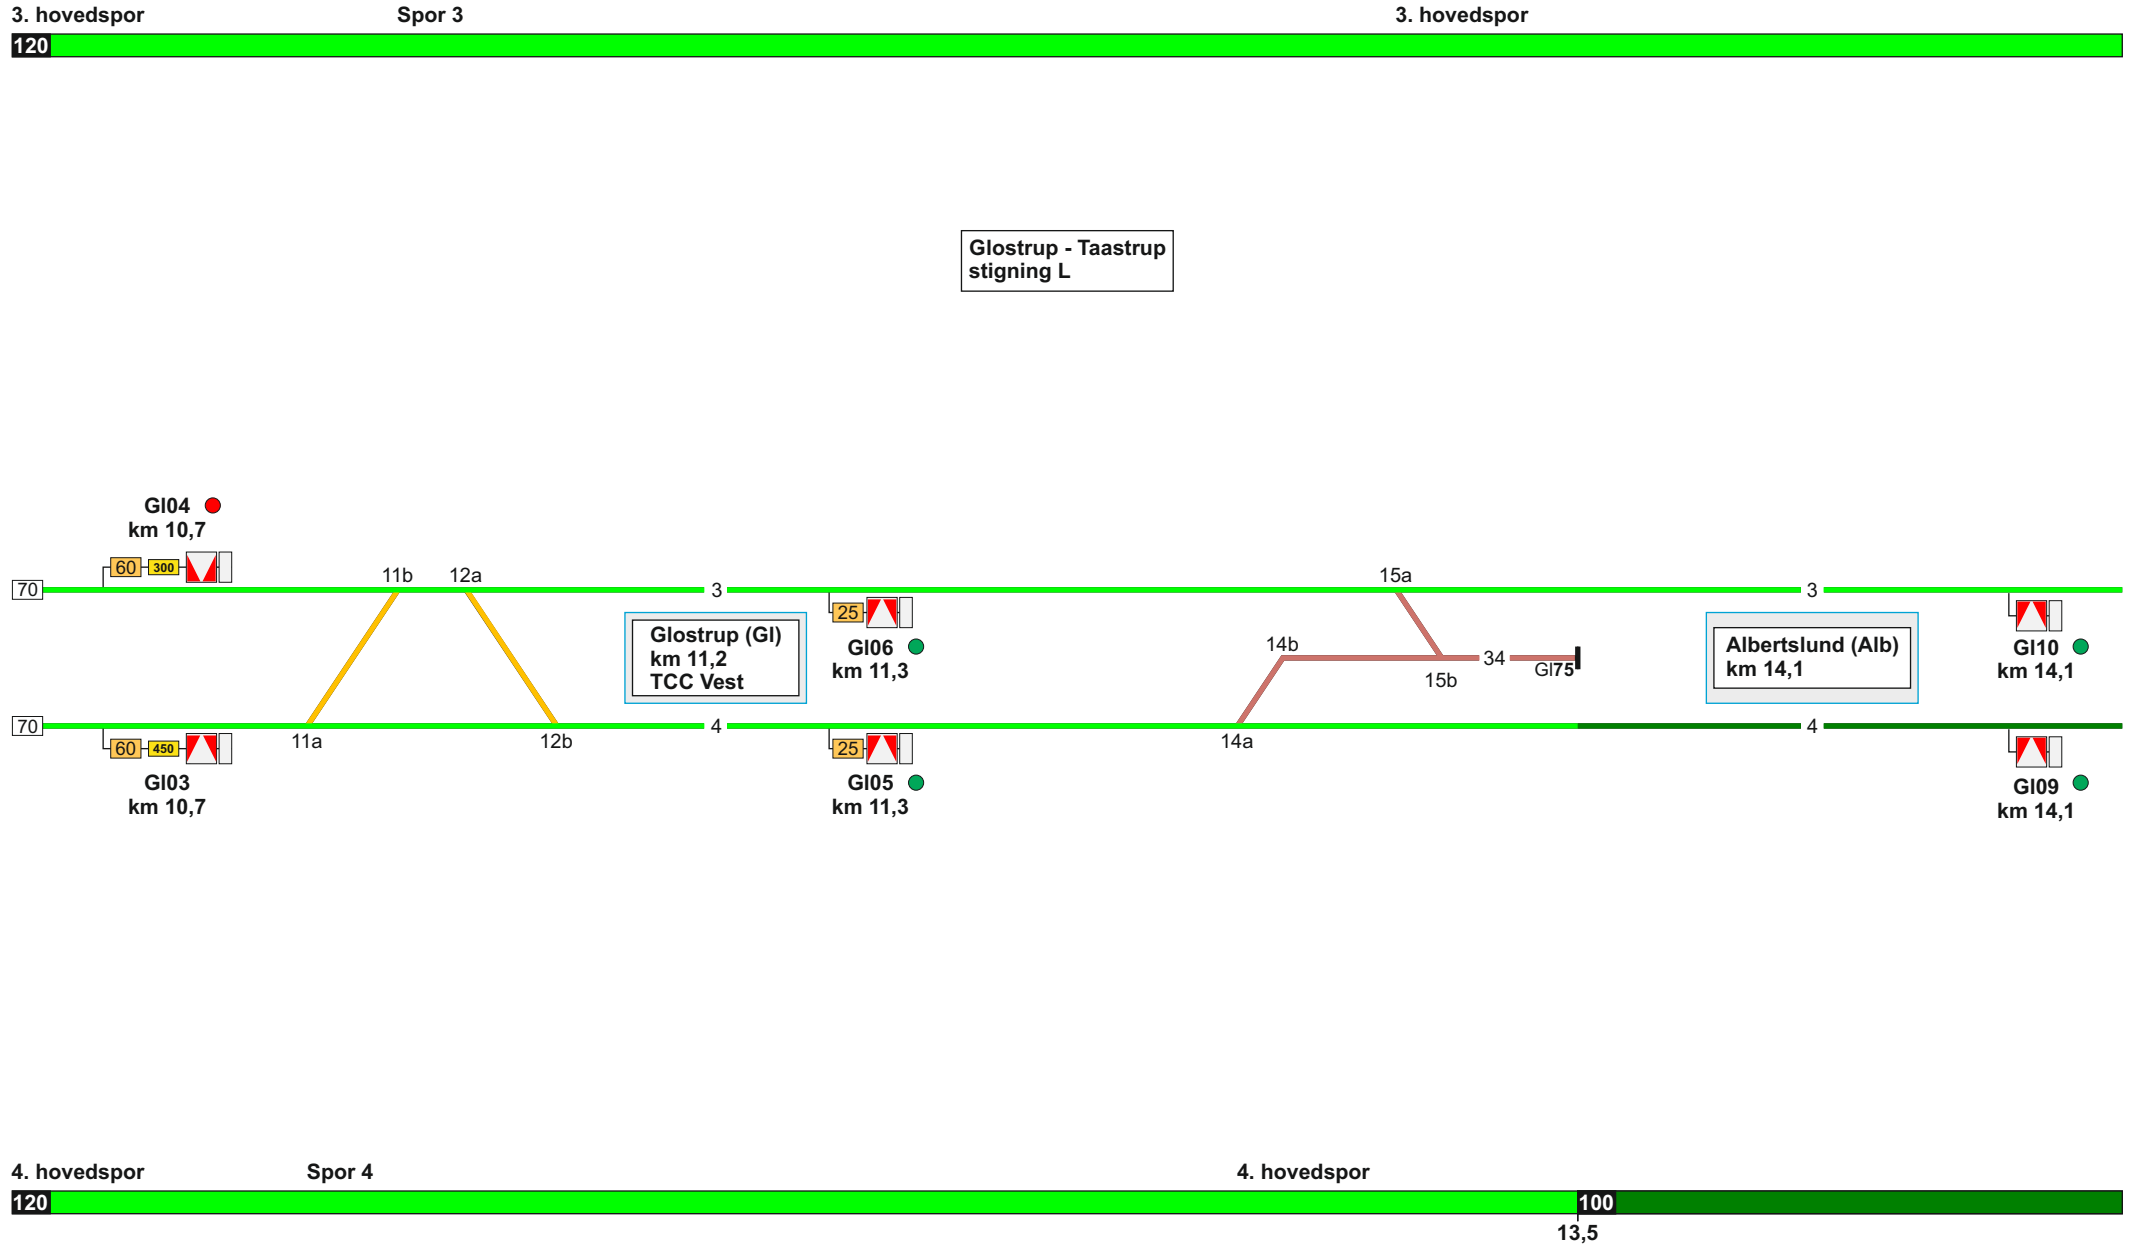 3. hovedspor Spor 3 3. hovedspor
120
Glostrup - Taastrup
stigning L
Gl04
km 10,7
60 300
70 11b 12a 3 15a 3
25
Glostrup (Gl)
km 11,2
TCC Vest
Gl06
km 11,3
14b
34
Gl75
15b
Albertslund (Alb)
km 14,1
Gl10
km 14,1
70 4 4
11a 12b 14a
60 450
Gl03
km 10,7
25
Gl05
km 11,3
Gl09
km 14,1
4. hovedspor Spor 4 4. hovedspor
120 100
13,5